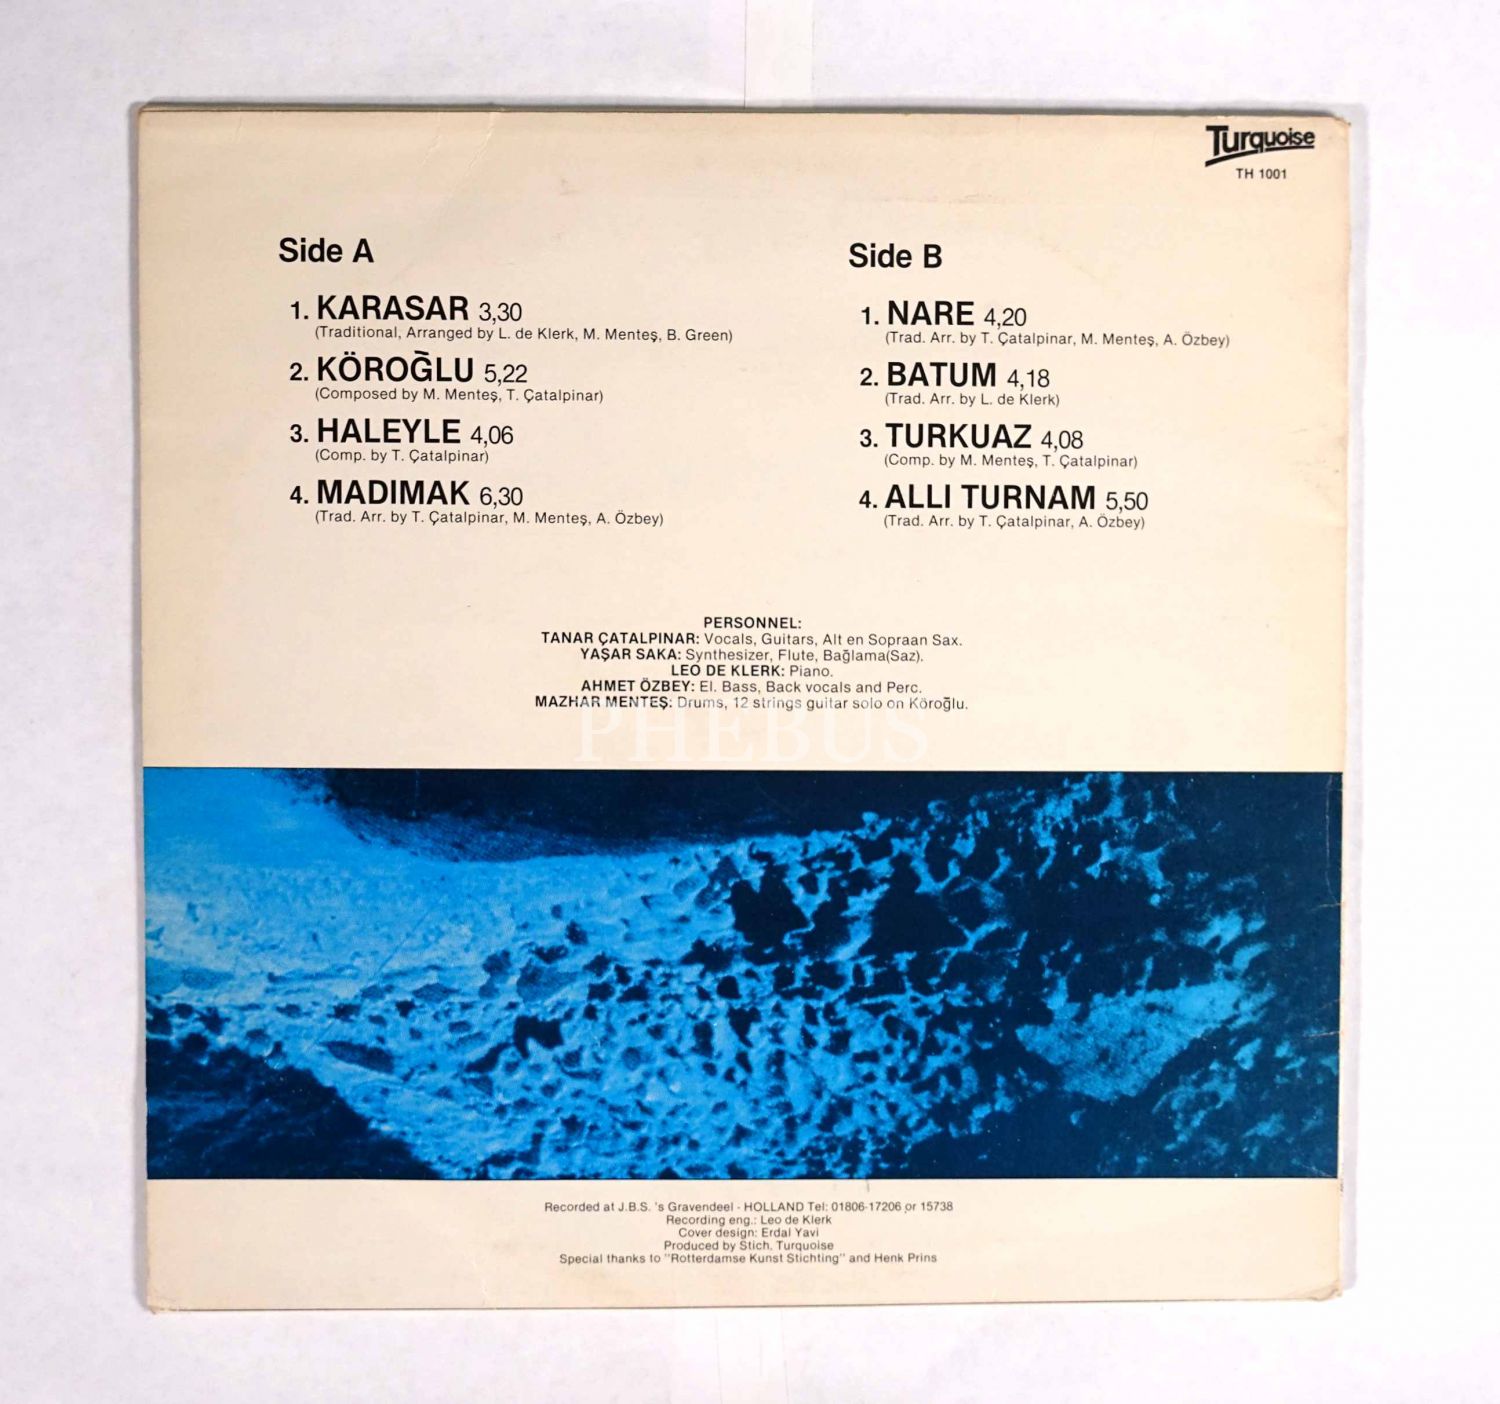 Turquoise
TH 1001
Side A
1. KARASAR 3,30
(Traditional, Arranged by L. de Klerk, M. Menteş, B. Green)
2. KÖROĞLU 5,22
(Composed by M. Menteş, T. Çatalpinar)
3. HALEYLE 4,06
(Comp. by T. Çatalpinar)
4. MADIMAK 6,30
(Trad. Arr. by T. Çatalpinar, M. Menteş, A. Özbey)
Side B
1. NARE 4,20
(Trad. Arr. by T. Çatalpinar, M. Menteş, A. Özbey)
2. BATUM 4,18
(Trad. Arr. by L. de Klerk)
3. TURKUAZ 4,08
(Comp. by M. Menteş, T. Çatalpinar)
4. ALLI TURNAM 5,50
(Trad. Arr. by T. Çatalpinar, A. Özbey)
PERSONNEL:
TANAR ÇATALPINAR: Vocals, Guitars, Alt en Sopraan Sax.
YAŞAR SAKA: Synthesizer, Flute, Bağlama(Saz).
LEO DE KLERK: Piano.
AHMET ÖZBEY: El. Bass, Back vocals and Perc.
MAZHAR MENTEŞ: Drums, 12 strings guitar solo on Köroğlu.
PHEBUS
Recorded at J.B.S. 's Gravendeel - HOLLAND Tel: 01806-17206 or 15738
Recording eng.: Leo de Klerk
Cover design: Erdal Yavi
Produced by Stich. Turquoise
Special thanks to "Rotterdamse Kunst Stichting" and Henk Prins